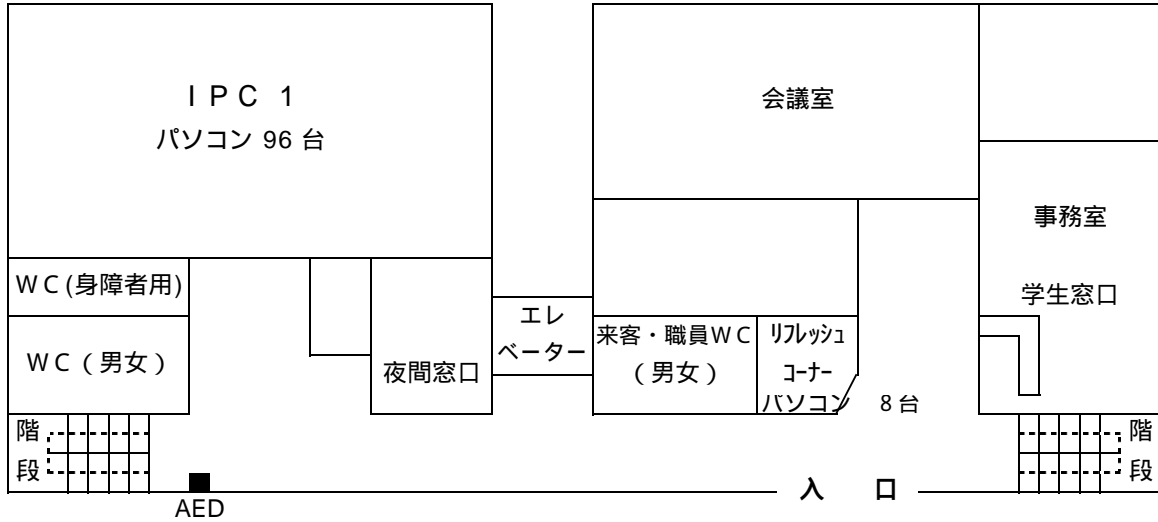 ＩＰＣ １
パソコン 96 台
会議室
事務室
学生窓口
ＷＣ(身障者用)
ＷＣ（男女）
夜間窓口
エレ
ベーター
来客・職員ＷＣ
（男女）
ﾘﾌﾚｯｼｭ
ｺｰﾅｰ
パソコン　8台
階
段
AED
入　口
階
段